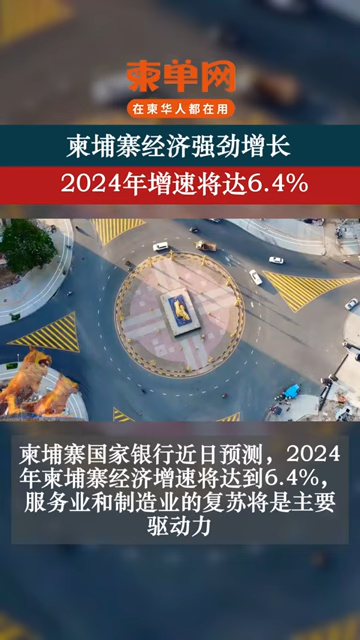 柬单网
在柬华人都在用
柬埔寨经济强劲增长
2024年增速将达6.4%
柬埔寨国家银行近日预测，2024
年柬埔寨经济增速将达到6.4%，
服务业和制造业的复苏将是主要
驱动力